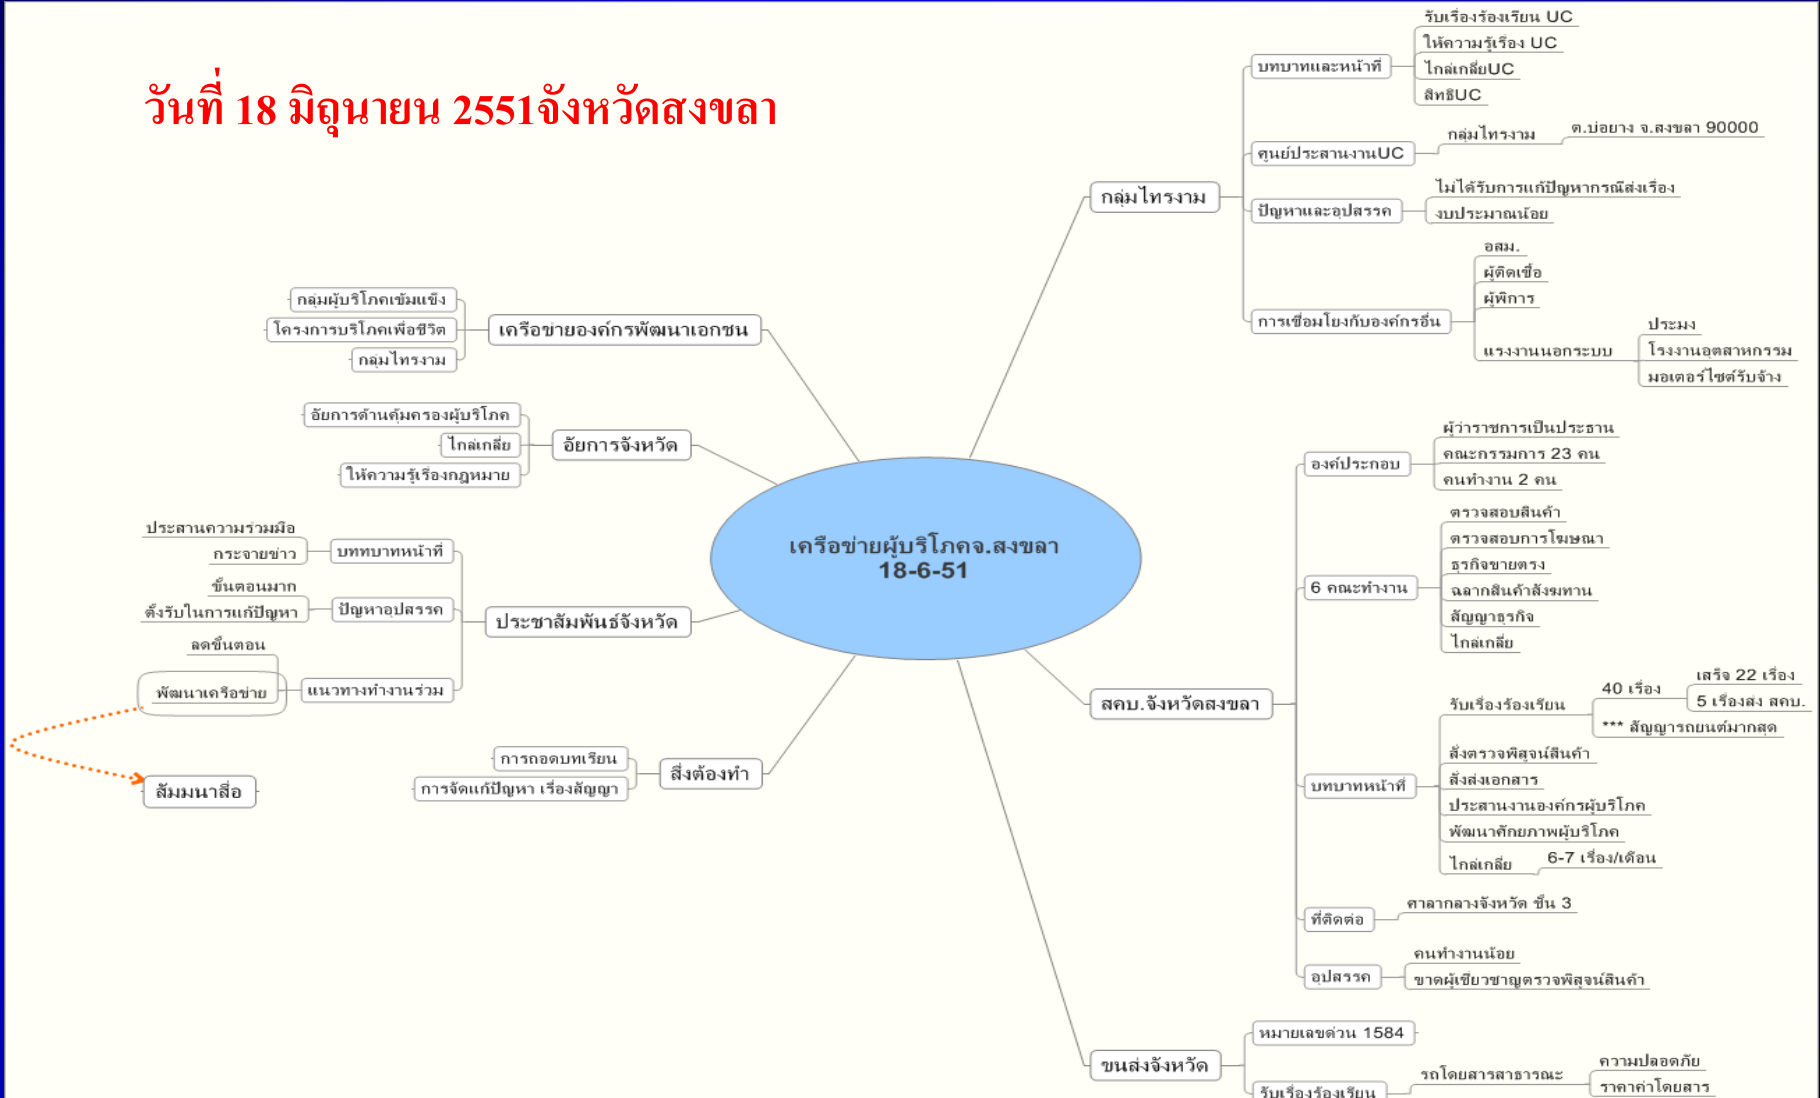 วันที่ 18 มิถุนายน 2551จังหวัดสงขลา
เครือข่ายผู้บริโภคจ.สงขลา
18-6-51
กลุ่มไทรงาม
บทบาทและหน้าที่
รับเรื่องร้องเรียน UC
ให้ความรู้เรื่อง UC
ไกล่เกลี่ยUC
สิทธิUC
ศูนย์ประสานงานUC
กลุ่มไทรงาม
ต.บ่อยาง จ.สงขลา 90000
ปัญหาและอุปสรรค
ไม่ได้รับการแก้ปัญหากรณีส่งเรื่อง
งบประมาณน้อย
การเชื่อมโยงกับองค์กรอื่น
อสม.
ผู้ติดเชื้อ
ผู้พิการ
แรงงานนอกระบบ
ประมง
โรงงานอุตสาหกรรม
มอเตอร์ไซต์รับจ้าง
สคบ.จังหวัดสงขลา
องค์ประกอบ
ผู้ว่าราชการเป็นประธาน
คณะกรรมการ 23 คน
คนทำงาน 2 คน
6 คณะทำงาน
ตรวจสอบสินค้า
ตรวจสอบการโฆษณา
ธุรกิจขายตรง
ฉลากสินค้าสังฆทาน
สัญญาธุรกิจ
ไกล่เกลี่ย
บทบาทหน้าที่
รับเรื่องร้องเรียน
40 เรื่อง
เสร็จ 22 เรื่อง
5 เรื่องส่ง สคบ.
*** สัญญารถยนต์มากสุด
สั่งตรวจพิสูจน์สินค้า
สั่งส่งเอกสาร
ประสานงานองค์กรผู้บริโภค
พัฒนาศักยภาพผู้บริโภค
ไกล่เกลี่ย
6-7 เรื่อง/เดือน
ที่ติดต่อ
ศาลากลางจังหวัด ชั้น 3
อุปสรรค
คนทำงานน้อย
ขาดผู้เชี่ยวชาญตรวจพิสูจน์สินค้า
ขนส่งจังหวัด
หมายเลขด่วน 1584
รับเรื่องร้องเรียน
รถโดยสารสาธารณะ
ความปลอดภัย
ราคาค่าโดยสาร
เครือข่ายองค์กรพัฒนาเอกชน
กลุ่มผู้บริโภคเข้มแข็ง
โครงการบริโภคเพื่อชีวิต
กลุ่มไทรงาม
อัยการจังหวัด
อัยการด้านคุ้มครองผู้บริโภค
ไกล่เกลี่ย
ให้ความรู้เรื่องกฎหมาย
ประชาสัมพันธ์จังหวัด
บททบาทหน้าที่
ประสานความร่วมมือ
กระจายข่าว
ปัญหาอุปสรรค
ขั้นตอนมาก
ตั้งรับในการแก้ปัญหา
แนวทางทำงานร่วม
ลดขั้นตอน
พัฒนาเครือข่าย
สัมมนาสื่อ
สิ่งต้องทำ
การถอดบทเรียน
การจัดแก้ปัญหา เรื่องสัญญา